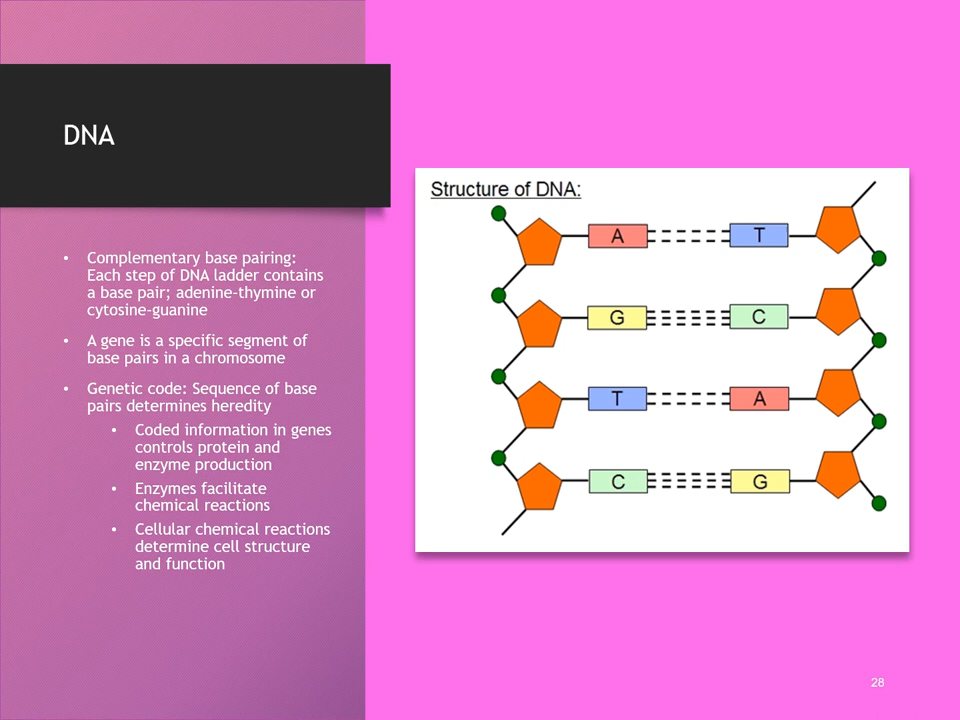 DNA
• Complementary base pairing:
Each step of DNA ladder contains
a base pair; adenine-thymine or
cytosine-guanine
• A gene is a specific segment of
base pairs in a chromosome
• Genetic code: Sequence of base
pairs determines heredity
• Coded information in genes
controls protein and
enzyme production
• Enzymes facilitate
chemical reactions
• Cellular chemical reactions
determine cell structure
and function
Structure of DNA:
A T
G C
T A
C G
28